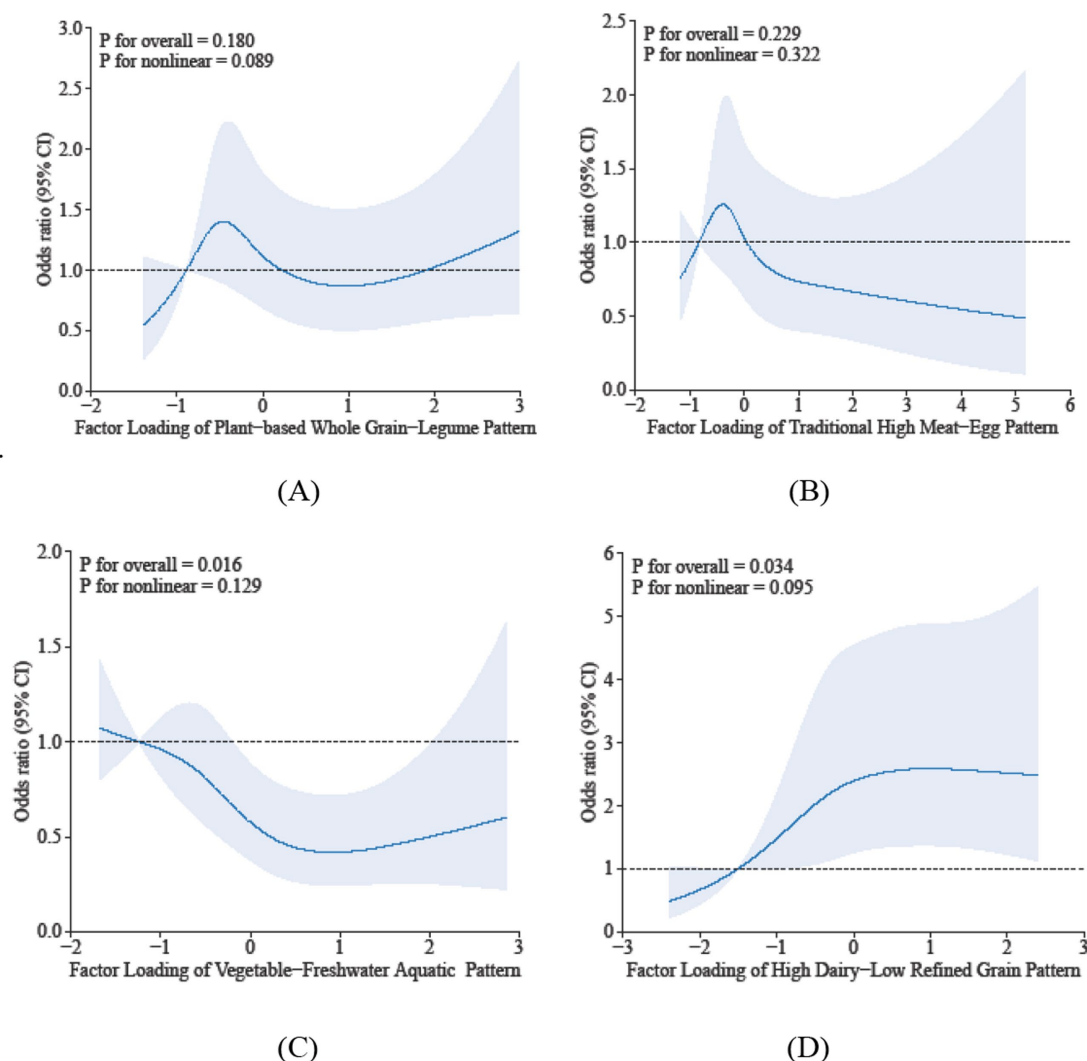 3.0
P for overall = 0.180
P for nonlinear = 0.089
2.5
2.0
1.5
1.0
0.5
0.0
Odds ratio (95% CI)
−2 −1 0 1 2 3
Factor Loading of Plant−based Whole Grain−Legume Pattern
(A)
2.5
P for overall = 0.229
P for nonlinear = 0.322
2.0
1.5
1.0
0.5
0.0
Odds ratio (95% CI)
−2 −1 0 1 2 3 4 5 6
Factor Loading of Traditional High Meat−Egg Pattern
(B)
2.0
P for overall = 0.016
P for nonlinear = 0.129
1.5
1.0
0.5
0.0
Odds ratio (95% CI)
−2 −1 0 1 2 3
Factor Loading of Vegetable−Freshwater Aquatic Pattern
(C)
6
P for overall = 0.034
P for nonlinear = 0.095
5
4
3
2
1
0
Odds ratio (95% CI)
−3 −2 −1 0 1 2 3
Factor Loading of High Dairy−Low Refined Grain Pattern
(D)